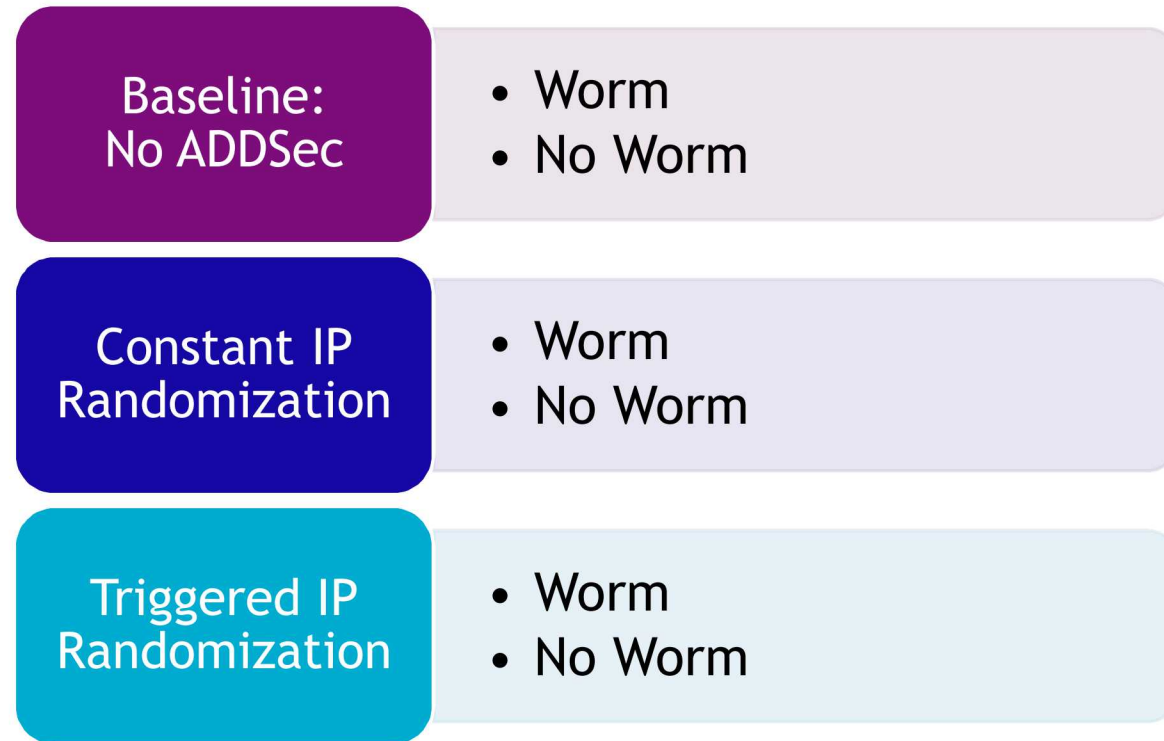 Baseline:
No ADDSec
• Worm
• No Worm
Constant IP
Randomization
• Worm
• No Worm
Triggered IP
Randomization
• Worm
• No Worm